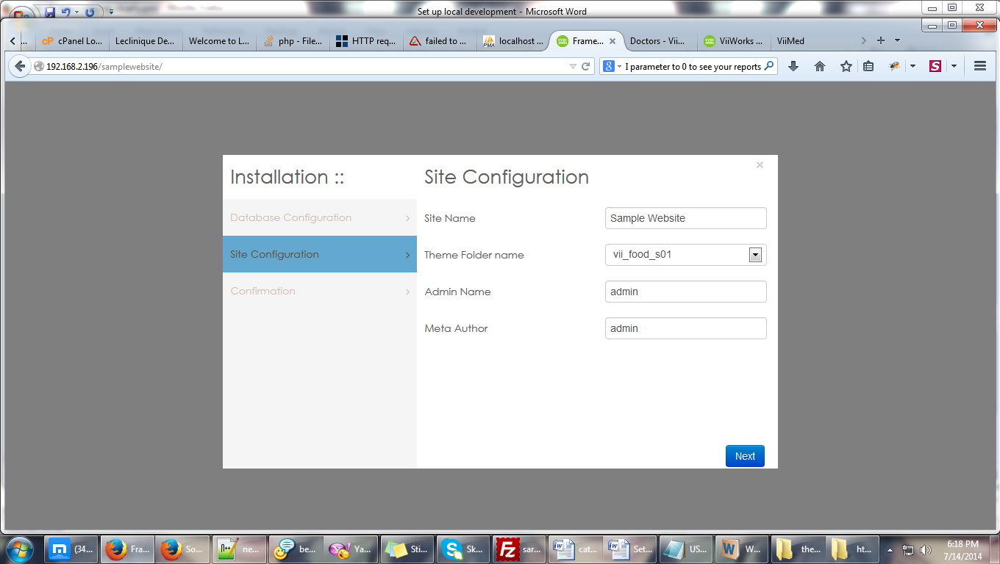 Set up local development - Microsoft Word
... cPanel Lo... Leclinique De... Welcome to L... php - File... HTTP req... failed to ... PMA localhost ... Frame... Doctors - Vii... ViiWorks ... ViiMed
192.168.2.196/samplewebsite/ 8 I parameter to 0 to see your reports S
Installation ::
Site Configuration
Database Configuration
Site Configuration
Confirmation
Site Name
Sample Website
Theme Folder name
vii_food_s01
Admin Name
admin
Meta Author
admin
Next
(34... Fra... So... ne... be... Ya... Sti... Sk... sar... cat... Set... US... W... the... ht... 6:18 PM
7/14/2014